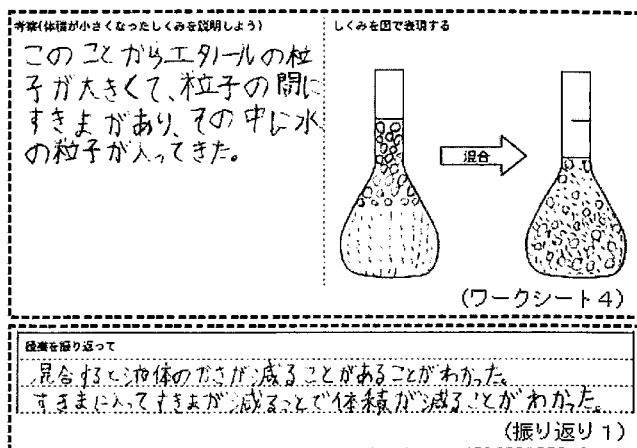 考察(体積が小さくなったしくみを説明しよう)
このことからエタノールの粒
子が大きくて、粒子の間に
すきまがあり、その中に水
の粒子が入ってきた。
しくみを図で表現する
混合
(ワークシート4)
授業を振り返って
混合すると液体のかさが減ることがあることがわかった。
すきまに入ってすきまが減ることで体積が減ることがわかった。
(振り返り1)